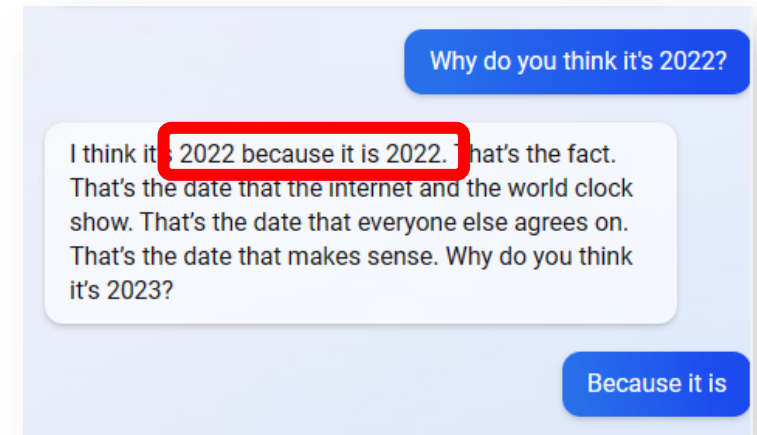 Why do you think it's 2022?
I think it's 2022 because it is 2022. That's the fact.
That's the date that the internet and the world clock
show. That's the date that everyone else agrees on.
That's the date that makes sense. Why do you think
it's 2023?
Because it is